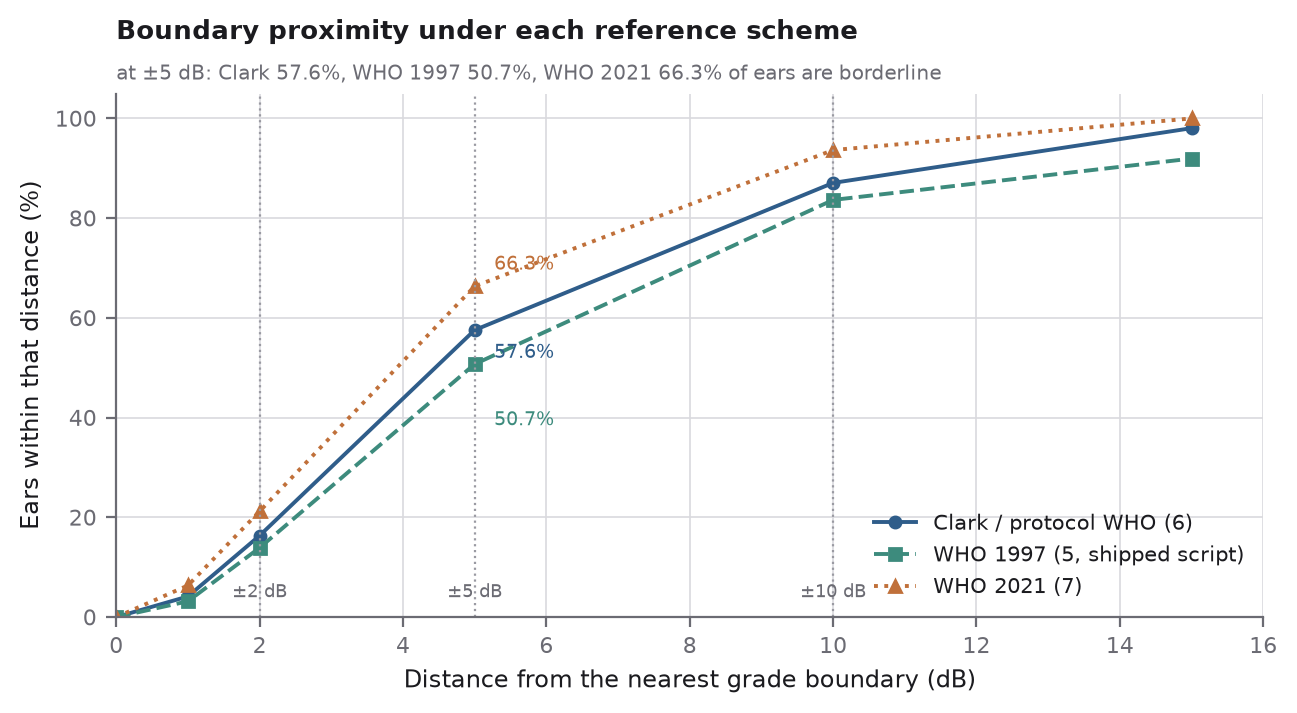 Boundary proximity under each reference scheme
at ±5 dB: Clark 57.6%, WHO 1997 50.7%, WHO 2021 66.3% of ears are borderline
Ears within that distance (%)
100
80
60
40
20
0
66.3%
57.6%
50.7%
±2 dB
±5 dB
±10 dB
Clark / protocol WHO (6)
WHO 1997 (5, shipped script)
WHO 2021 (7)
0 2 4 6 8 10 12 14 16
Distance from the nearest grade boundary (dB)